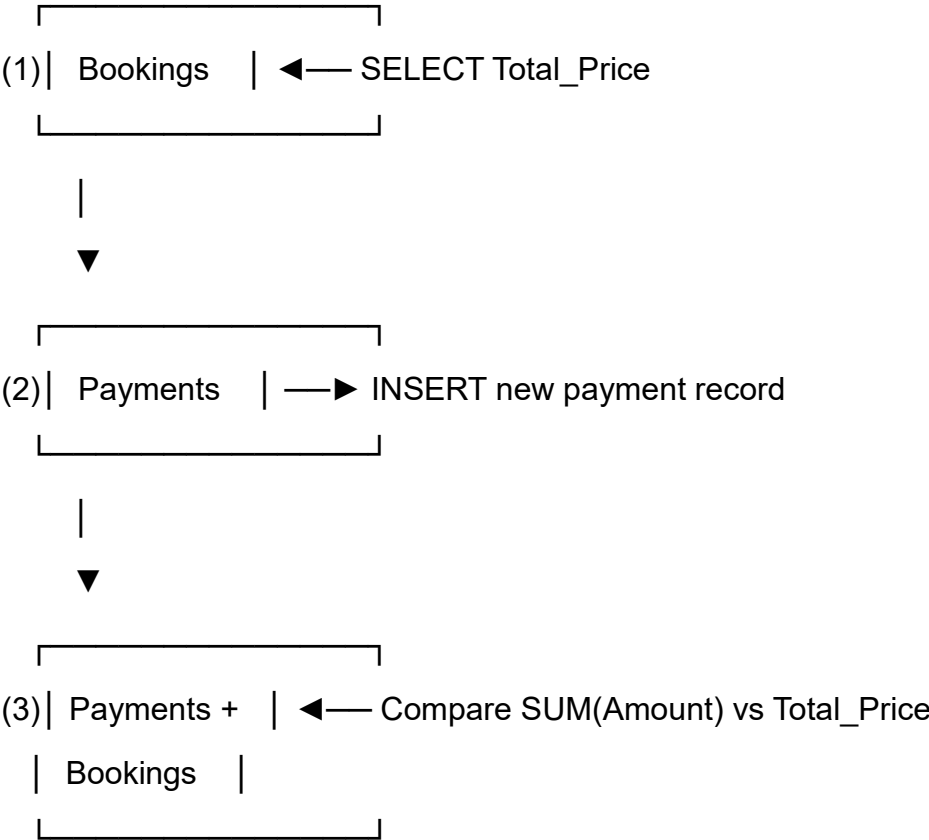 ┌─────────────────┐
(1)│ Bookings │ ◄── SELECT Total_Price
└─────────────────┘
│
▼
┌─────────────────┐
(2)│ Payments │ ──► INSERT new payment record
└─────────────────┘
│
▼
┌─────────────────┐
(3)│ Payments + │ ◄── Compare SUM(Amount) vs Total_Price
│ Bookings │
└─────────────────┘